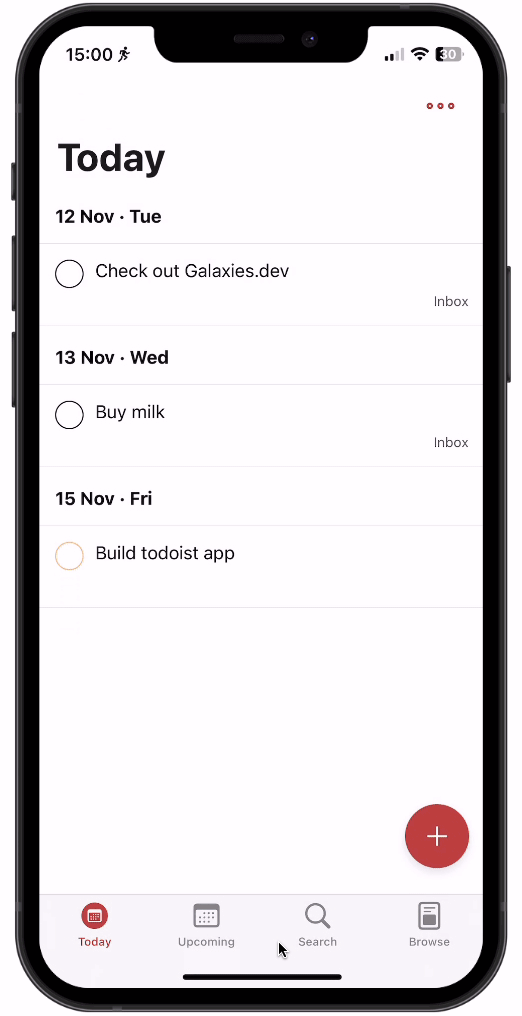 15:00
30
Today
12 Nov · Tue
Check out Galaxies.dev
Inbox
13 Nov · Wed
Buy milk
Inbox
15 Nov · Fri
Build todoist app
Today
Upcoming
Search
Browse